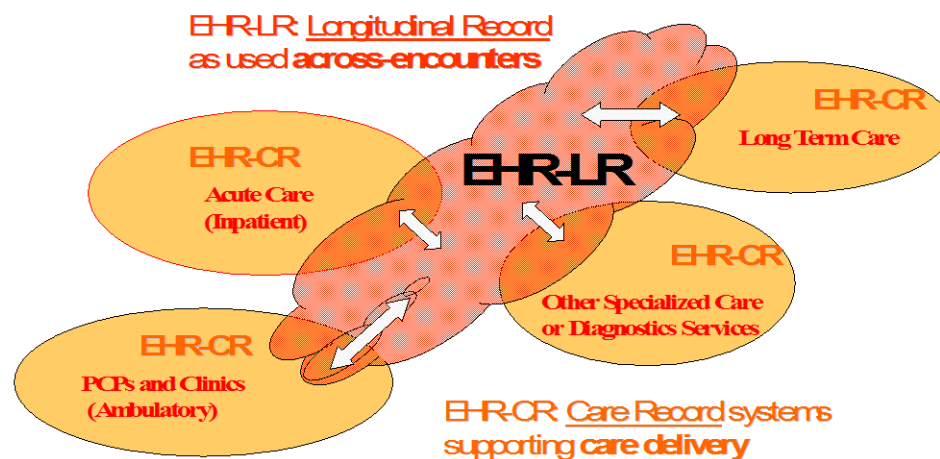 EHR-LR: Longitudinal Record
as used across-encounters
EHR-CR
Long Term Care
EHR-CR
Acute Care
(Inpatient)
EHR-LR
EHR-CR
Other Specialized Care
or Diagnostics Services
EHR-CR
PCPs and Clinics
(Ambulatory)
EHR-CR: Care Record systems
supporting care delivery